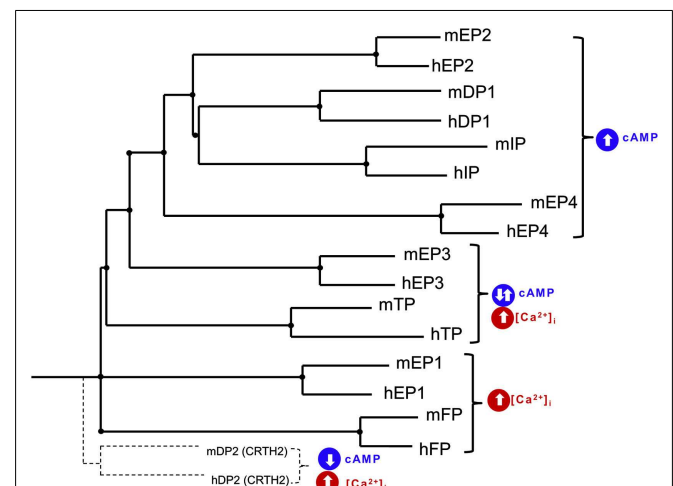 mEP2
hEP2
mDP1
hDP1
mIP
hIP
cAMP
mEP4
hEP4
mEP3
hEP3
cAMP
mTP
[Ca²⁺]ᵢ
hTP
mEP1
hEP1
[Ca²⁺]ᵢ
mFP
hFP
mDP2 (CRTH2)
cAMP
hDP2 (CRTH2)
[Ca²⁺]ᵢ